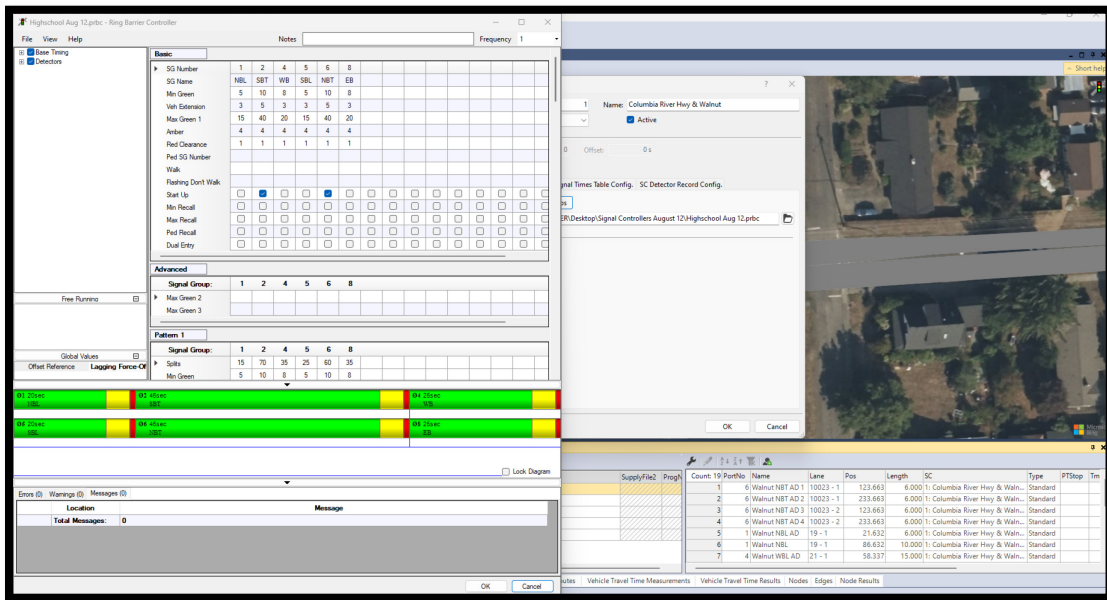 Highschool Aug 12.prbc - Ring Barrier Controller
File View Help Notes Frequency 1
Base Timing
Detectors
Basic
SG Number 1 2 4 5 6 8
SG Name NBL SBT WB SBL NBT EB
Min Green 5 10 8 5 10 8
Veh Extension 3 5 3 3 5 3
Max Green 1 15 40 20 15 40 20
Amber 4 4 4 4 4 4
Red Clearance 1 1 1 1 1 1
Ped SG Number
Walk
Flashing Don't Walk
Start Up
Min Recall
Max Recall
Ped Recall
Dual Entry
Advanced
Signal Group: 1 2 4 5 6 8
Max Green 2
Max Green 3
Free Running
Pattern 1
Signal Group: 1 2 4 5 6 8
Splits 15 70 35 25 60 35
Min Green 5 10 8 5 10 8
Global Values
Offset Reference Lagging Force-Of
Ø1 20sec
NBL
46sec
SBT
Ø4 26sec
WB
20sec
SBL
46sec
NBT
Ø8 26sec
EB
Lock Diagram
Errors (0) Warnings (0) Messages (0)
Location Message
Total Messages: 0
OK Cancel
Short help
? ×
1 Name: Columbia River Hwy & Walnut
Active
0 Offset: 0 s
gnal Times Table Config. SC Detector Record Config.
ER\Desktop\Signal Controllers August 12\Highschool Aug 12.prbc
OK Cancel
Microsoft
Bing
SupplyFile2 ProgN
Count: 19 PortNo Name Lane Pos Length SC Type PTStop Tm
1 6 Walnut NBT AD 1 10023 - 1 123.663 6.000 1: Columbia River Hwy & Waln... Standard
2 6 Walnut NBT AD 2 10023 - 1 233.663 6.000 1: Columbia River Hwy & Waln... Standard
3 6 Walnut NBT AD 3 10023 - 2 123.663 6.000 1: Columbia River Hwy & Waln... Standard
4 6 Walnut NBT AD 4 10023 - 2 233.663 6.000 1: Columbia River Hwy & Waln... Standard
5 1 Walnut NBL AD 19 - 1 21.632 6.000 1: Columbia River Hwy & Waln... Standard
6 1 Walnut NBL 19 - 1 86.632 10.000 1: Columbia River Hwy & Waln... Standard
7 4 Walnut WBL AD 21 - 1 58.337 15.000 1: Columbia River Hwy & Waln... Standard
utes Vehicle Travel Time Measurements Vehicle Travel Time Results Nodes Edges Node Results